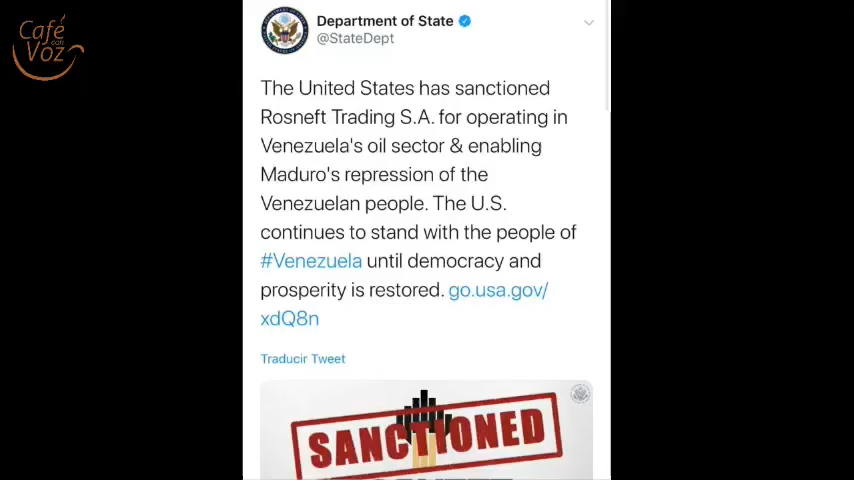 Café
con
Voz
Department of State
@StateDept
The United States has sanctioned
Rosneft Trading S.A. for operating in
Venezuela's oil sector & enabling
Maduro's repression of the
Venezuelan people. The U.S.
continues to stand with the people of
#Venezuela until democracy and
prosperity is restored. go.usa.gov/
xdQ8n
Traducir Tweet
SANCTIONED